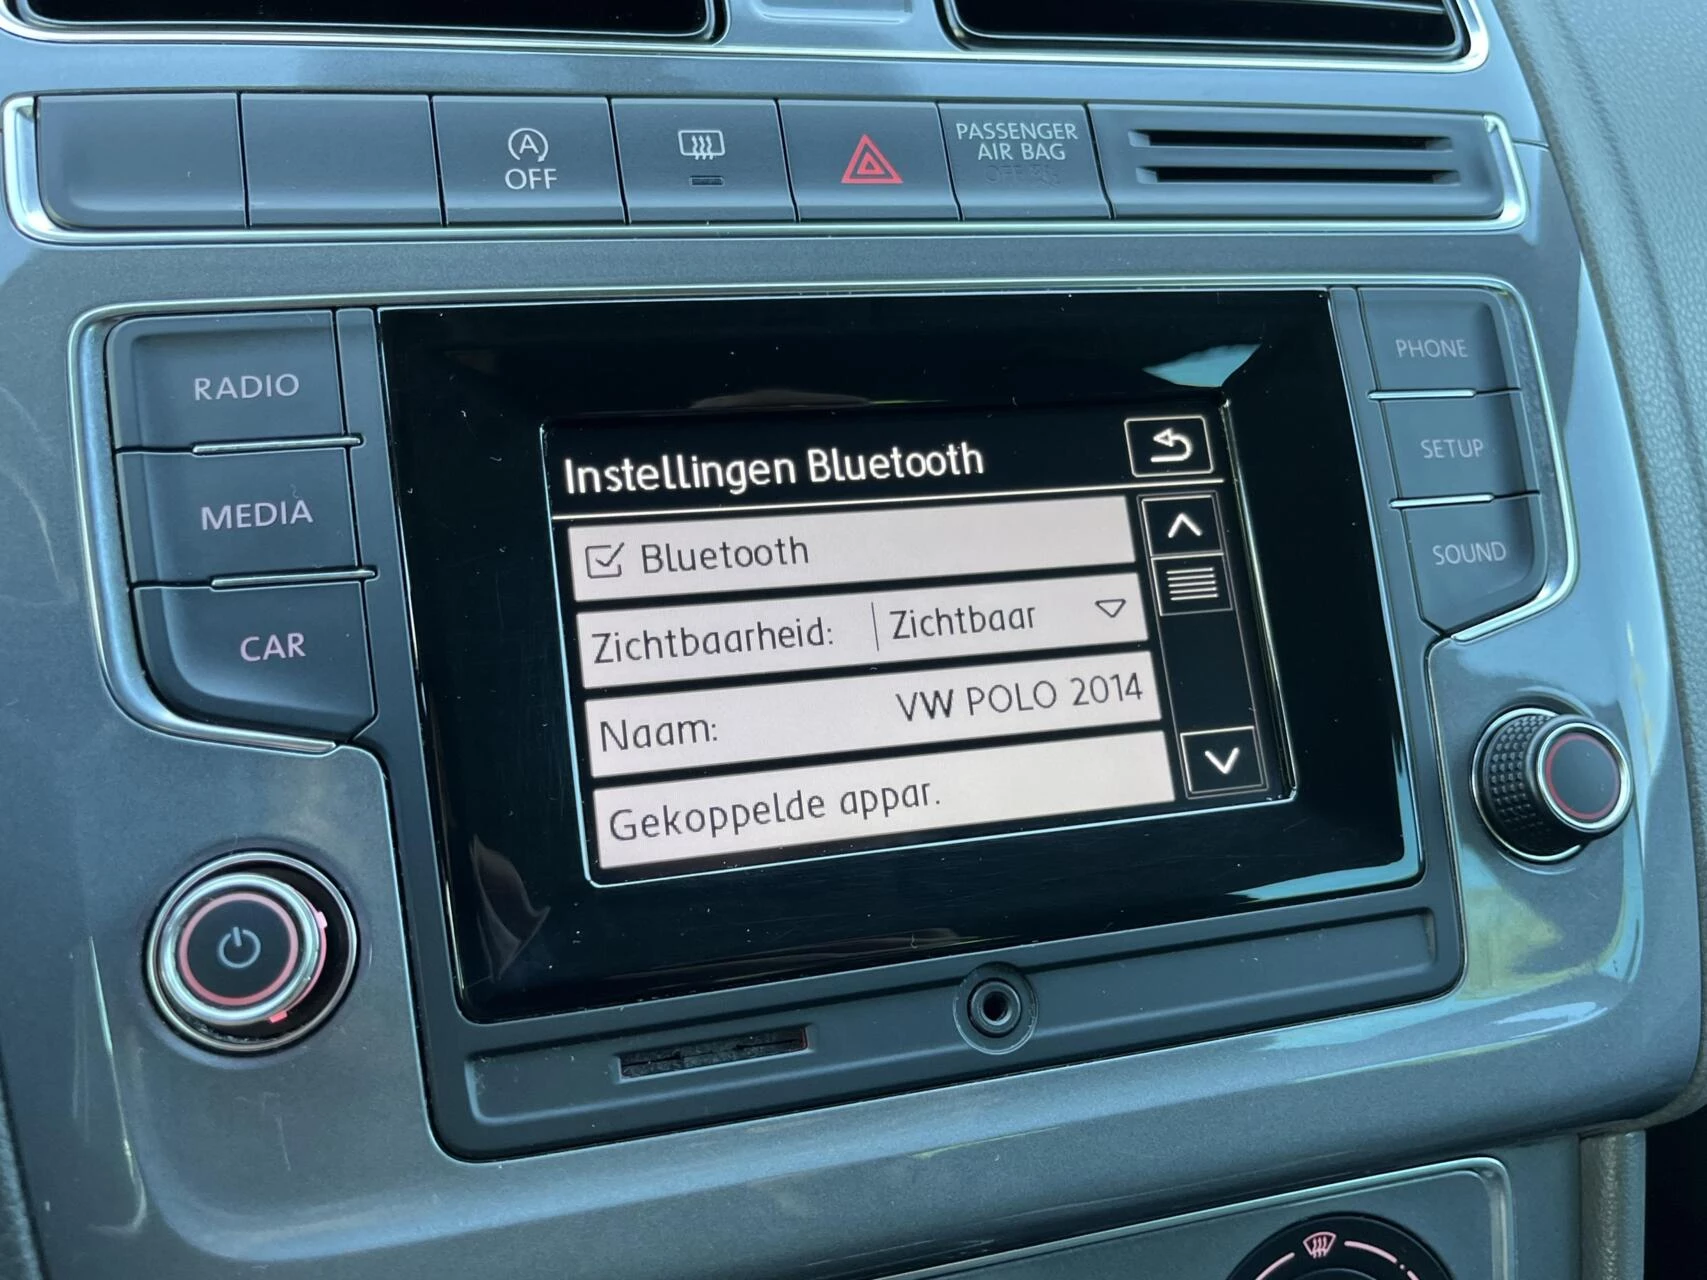 OFF
PASSENGER
AIR BAG
OFF
RADIO
MEDIA
CAR
PHONE
SETUP
SOUND
Instellingen Bluetooth
Bluetooth
Zichtbaarheid: Zichtbaar
Naam: VW POLO 2014
Gekoppelde appar.